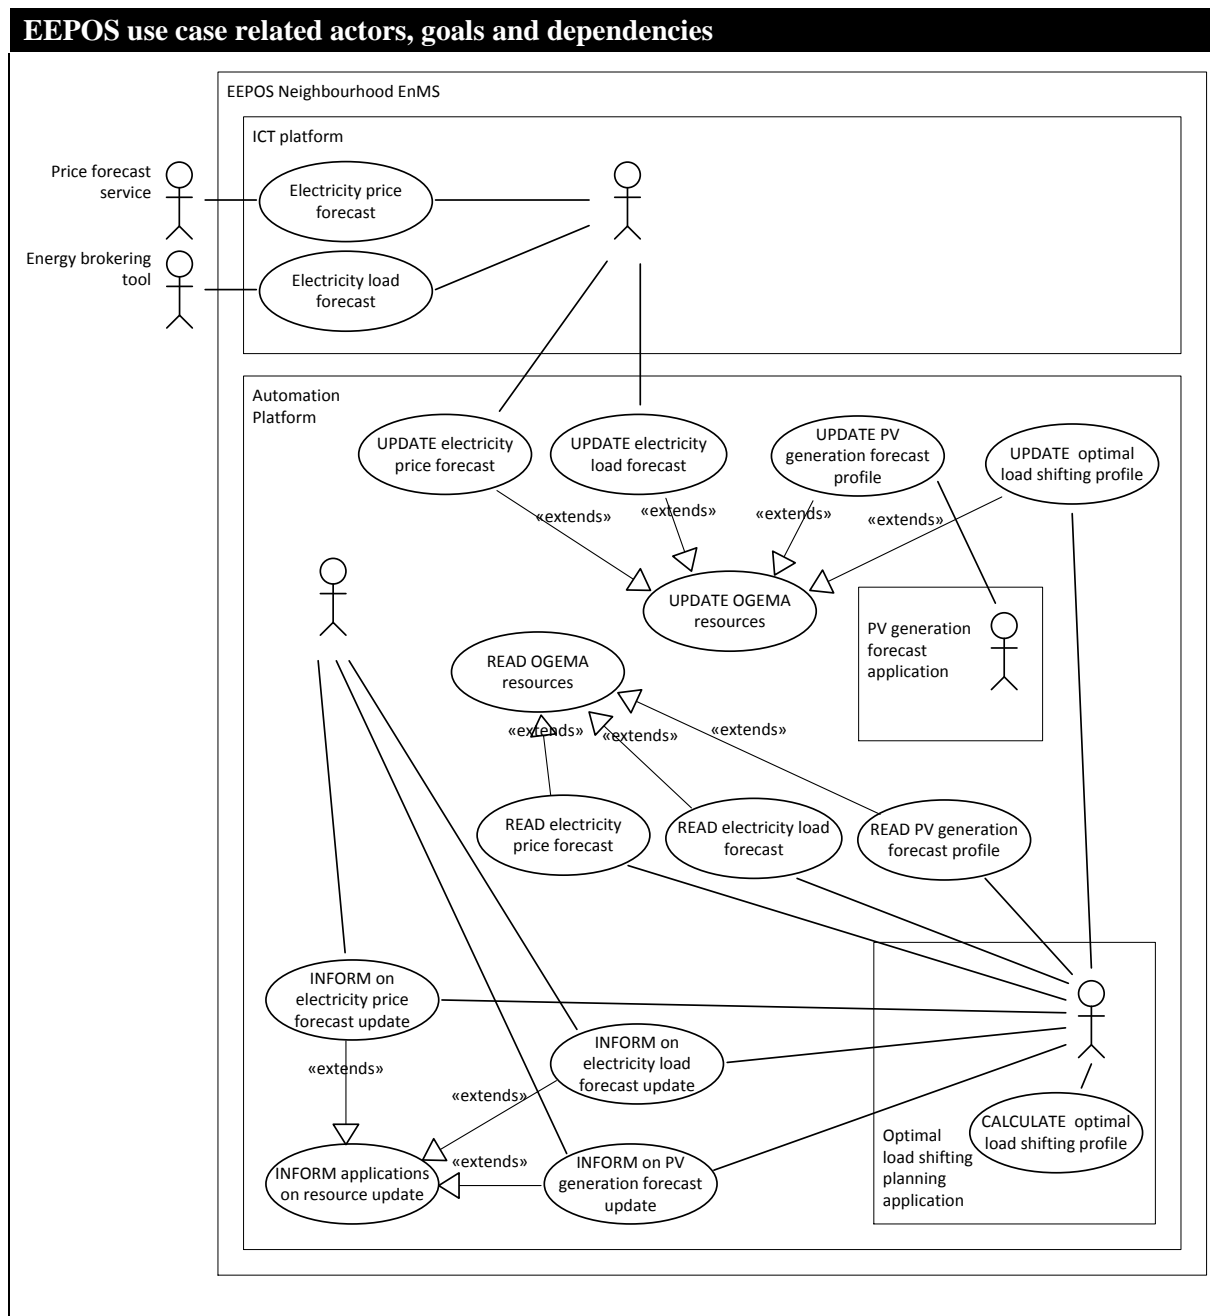 EEPOS use case related actors, goals and dependencies
EEPOS Neighbourhood EnMS
ICT platform
Price forecast
service
Electricity price
forecast
Energy brokering
tool
Electricity load
forecast
Automation
Platform
UPDATE electricity
price forecast
UPDATE electricity
load forecast
UPDATE PV
generation forecast
profile
UPDATE  optimal
load shifting profile
«extends»
«extends»
«extends»
«extends»
UPDATE OGEMA
resources
PV generation
forecast
application
READ OGEMA
resources
«extends»
«extends»
«extends»
READ electricity
price forecast
READ electricity load
forecast
READ PV generation
forecast profile
INFORM on
electricity price
forecast update
INFORM on
electricity load
forecast update
«extends»
«extends»
«extends»
INFORM applications
on resource update
INFORM on PV
generation forecast
update
CALCULATE  optimal
load shifting profile
Optimal
load shifting
planning
application